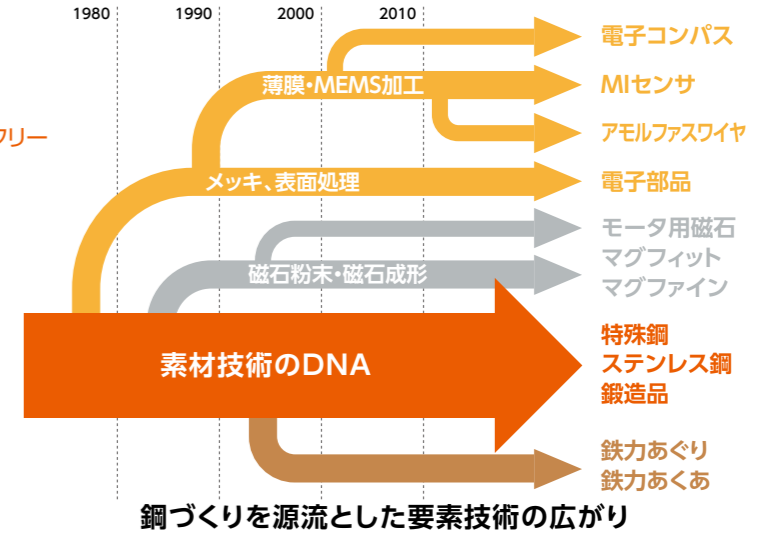 1980
1990
2000
2010
電子コンパス
薄膜・MEMS加工
MIセンサ
アモルファスワイヤ
フリー
メッキ、表面処理
電子部品
モータ用磁石
磁石粉末・磁石成形
マグフィット
マグファイン
素材技術のDNA
特殊鋼
ステンレス鋼
鍛造品
鉄力あぐり
鉄力あくあ
鋼づくりを源流とした要素技術の広がり